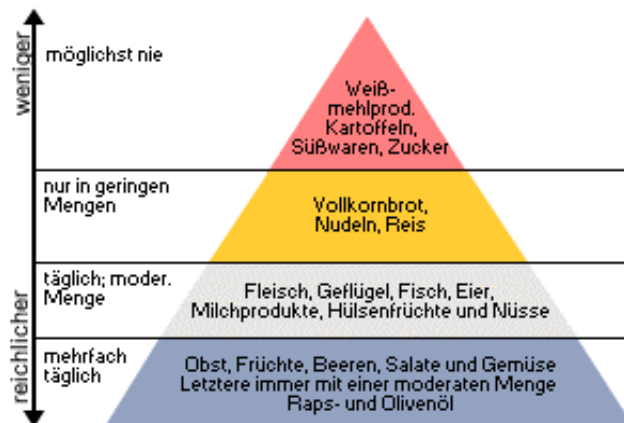 weniger
möglichst nie
Weiß-
mehlprod.
Kartoffeln,
Süßwaren, Zucker
nur in geringen
Mengen
Vollkornbrot,
Nudeln, Reis
täglich; moder.
Menge
Fleisch, Geflügel, Fisch, Eier,
Milchprodukte, Hülsenfrüchte und Nüsse
reichlicher
mehrfach
täglich
Obst, Früchte, Beeren, Salate und Gemüse
Letztere immer mit einer moderaten Menge
Raps- und Olivenöl